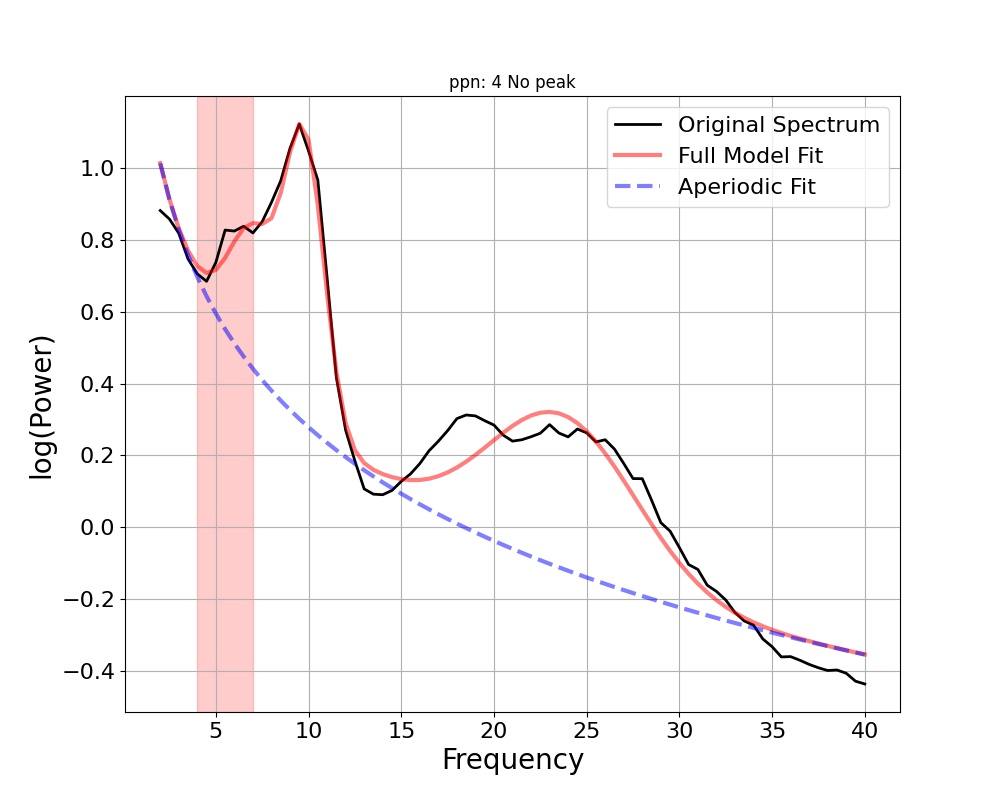 ppn: 4 No peak
Original Spectrum
Full Model Fit
Aperiodic Fit
log(Power)
1.0
0.8
0.6
0.4
0.2
0.0
−0.2
−0.4
5 10 15 20 25 30 35 40
Frequency